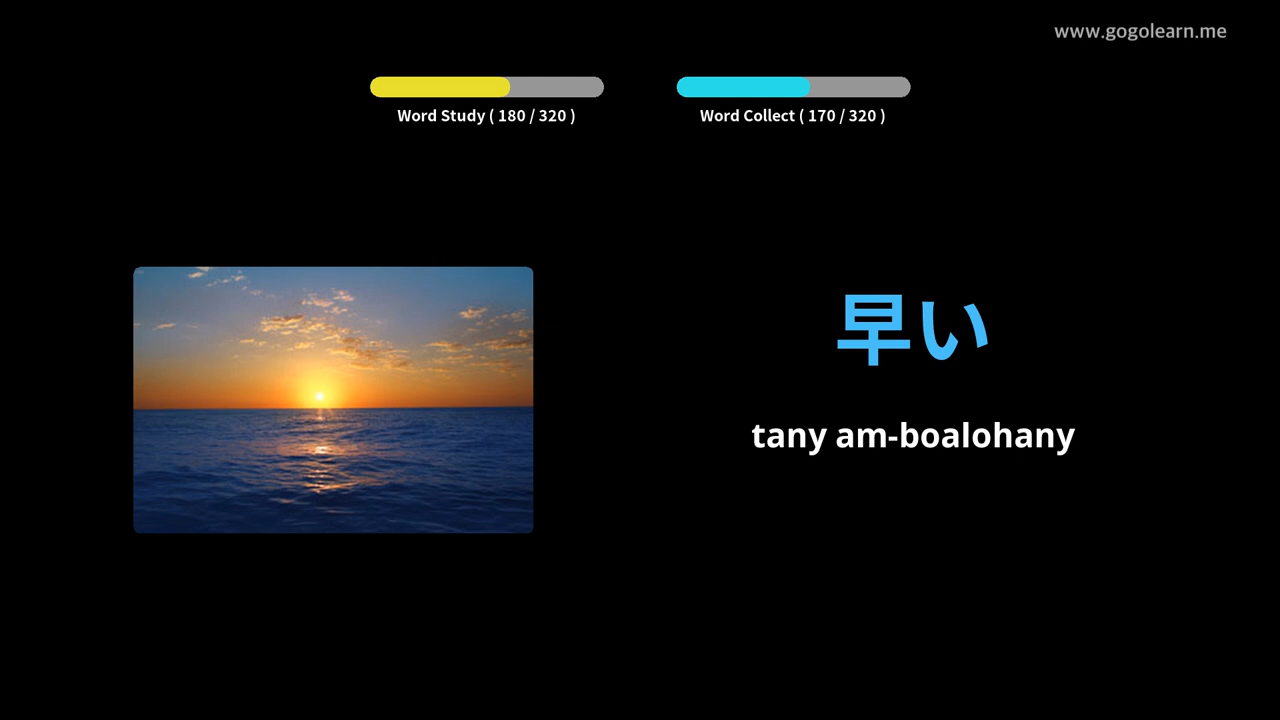 www.gogolearn.me
Word Study ( 180 / 320 )
Word Collect ( 170 / 320 )
早い
tany am-boalohany